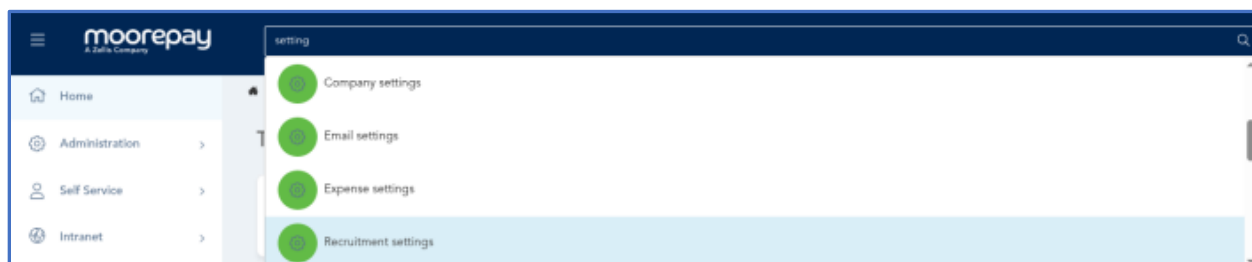 moorepay
A Zellis Company
setting
Home
Administration
Self Service
Intranet
Company settings
Email settings
Expense settings
Recruitment settings
T